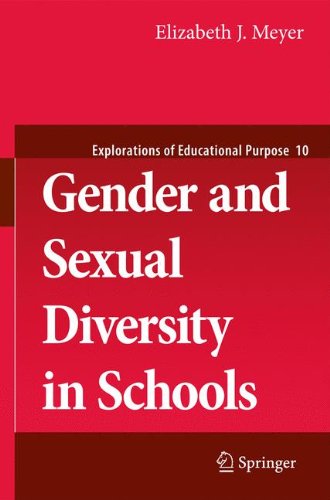 Elizabeth J. Meyer
Explorations of Educational Purpose 10
Gender and
Sexual
Diversity
in Schools
Springer